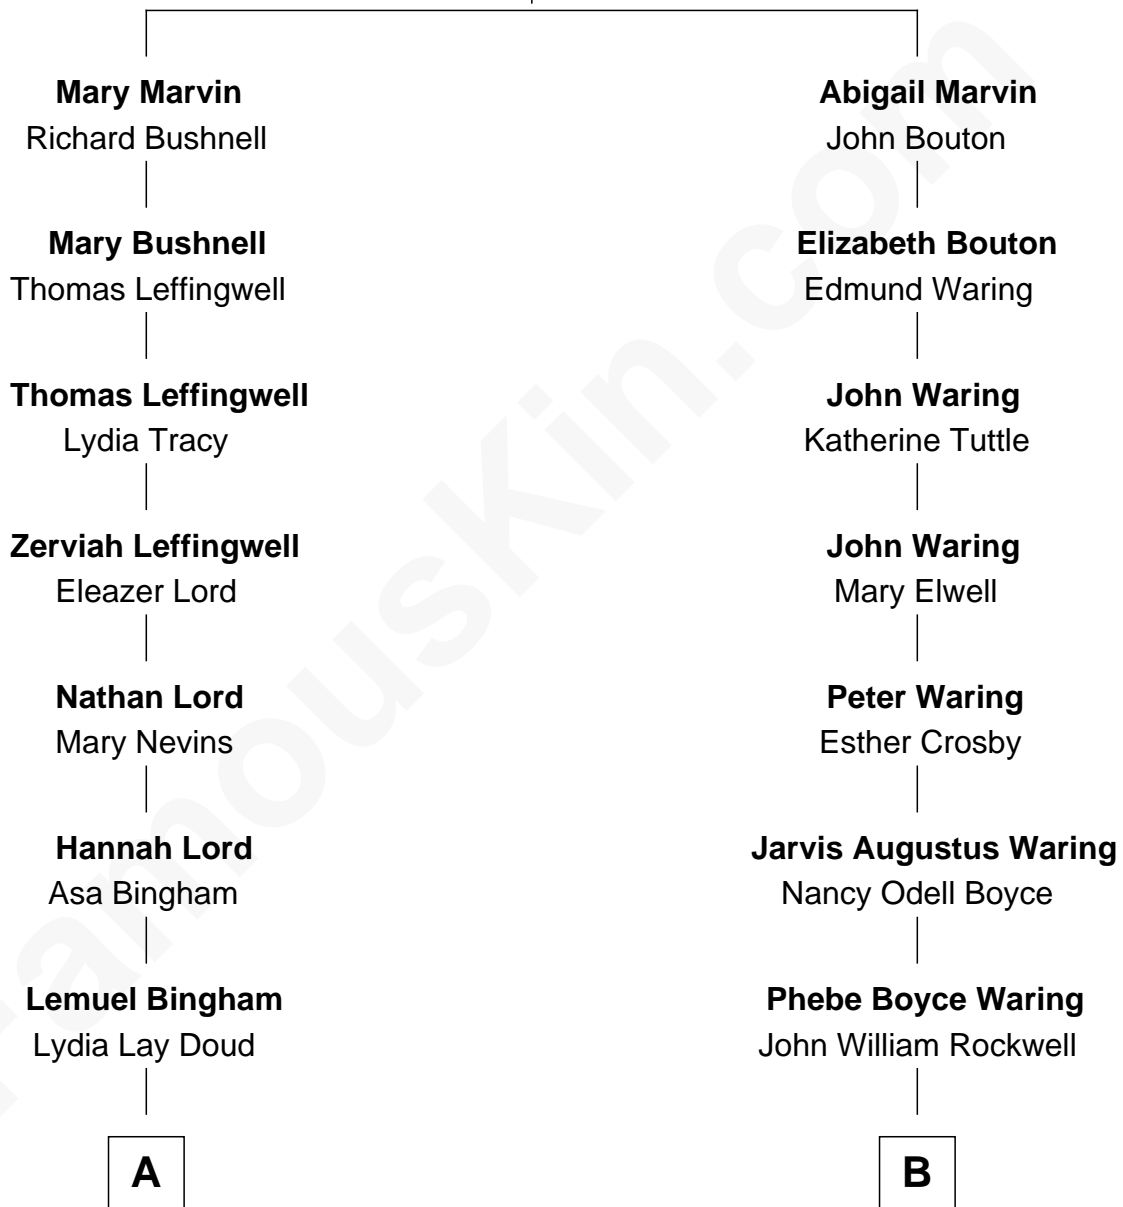 Mary Marvin
Richard Bushnell
Mary Bushnell
Thomas Leffingwell
Thomas Leffingwell
Lydia Tracy
Zerviah Leffingwell
Eleazer Lord
Nathan Lord
Mary Nevins
Hannah Lord
Asa Bingham
Lemuel Bingham
Lydia Lay Doud
A
Abigail Marvin
John Bouton
Elizabeth Bouton
Edmund Waring
John Waring
Katherine Tuttle
John Waring
Mary Elwell
Peter Waring
Esther Crosby
Jarvis Augustus Waring
Nancy Odell Boyce
Phebe Boyce Waring
John William Rockwell
B
FamousKin.com